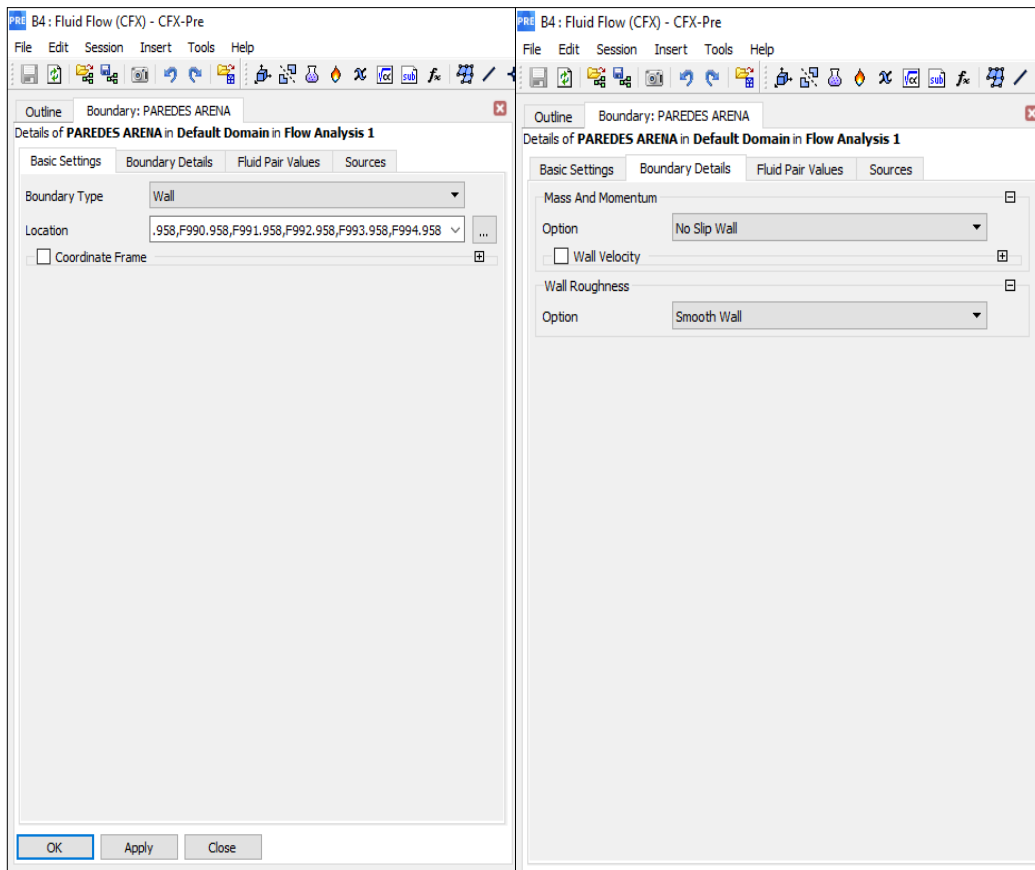 PRE B4 : Fluid Flow (CFX) - CFX-Pre
File Edit Session Insert Tools Help
Outline Boundary: PAREDES ARENA
Details of PAREDES ARENA in Default Domain in Flow Analysis 1
Basic Settings Boundary Details Fluid Pair Values Sources
Boundary Type Wall
Location .958,F990.958,F991.958,F992.958,F993.958,F994.958 ...
Coordinate Frame
OK Apply Close
PRE B4 : Fluid Flow (CFX) - CFX-Pre
File Edit Session Insert Tools Help
Outline Boundary: PAREDES ARENA
Details of PAREDES ARENA in Default Domain in Flow Analysis 1
Basic Settings Boundary Details Fluid Pair Values Sources
Mass And Momentum
Option No Slip Wall
Wall Velocity
Wall Roughness
Option Smooth Wall